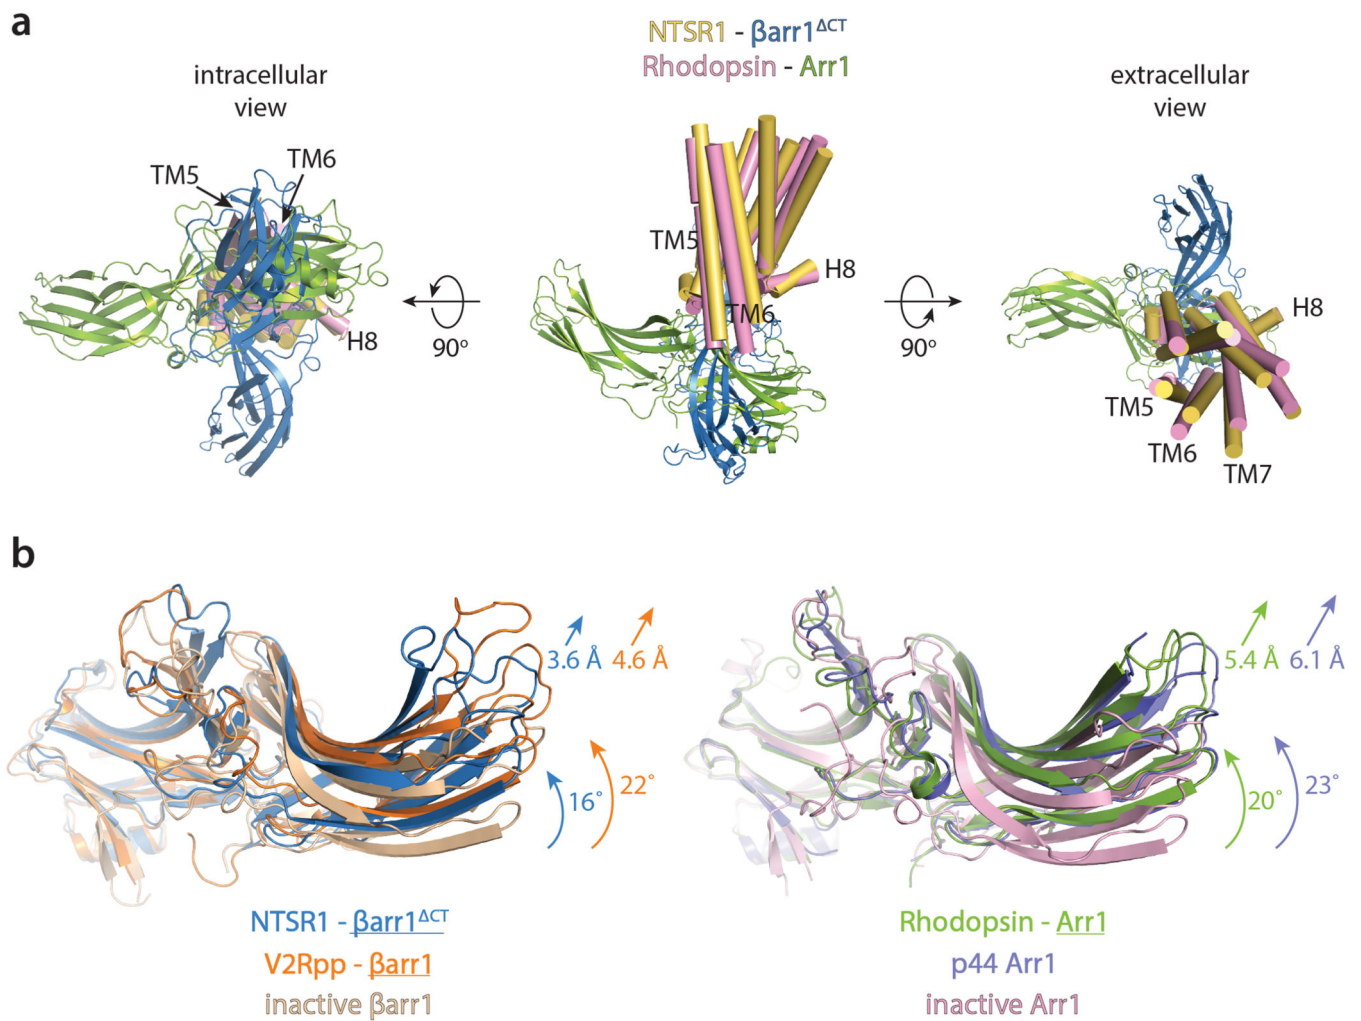 a
NTSR1 - βarr1ΔCT
Rhodopsin - Arr1
intracellular
view
extracellular
view
TM5
TM6
H8
90°
TM5
H8
TM6
90°
H8
TM5
TM6
TM7
b
3.6 Å
4.6 Å
16°
22°
5.4 Å
6.1 Å
20°
23°
NTSR1 - βarr1ΔCT
V2Rpp - βarr1
inactive βarr1
Rhodopsin - Arr1
p44 Arr1
inactive Arr1